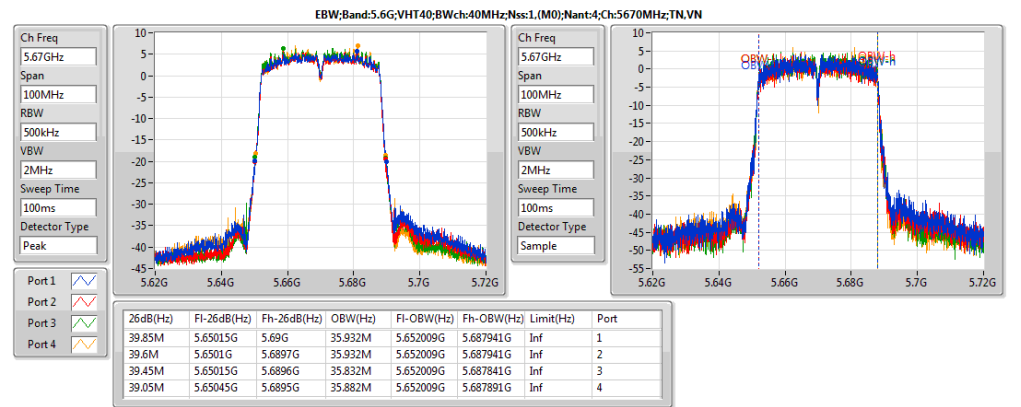 EBW;Band:5.6G;VHT40;BWch:40MHz;Nss:1,(M0);Nant:4;Ch:5670MHz;TN,VN
Ch Freq
5.67GHz
Span
100MHz
RBW
500kHz
VBW
2MHz
Sweep Time
100ms
Detector Type
Peak
10
5
0
-5
-10
-15
-20
-25
-30
-35
-40
-45
5.62G 5.64G 5.66G 5.68G 5.7G 5.72G
Ch Freq
5.67GHz
Span
100MHz
RBW
500kHz
VBW
2MHz
Sweep Time
100ms
Detector Type
Sample
10
5
0
-5
-10
-15
-20
-25
-30
-35
-40
-45
-50
-55
OBW-h
OBW-h
5.62G 5.64G 5.66G 5.68G 5.7G 5.72G
Port 1
Port 2
Port 3
Port 4
26dB(Hz) Fl-26dB(Hz) Fh-26dB(Hz) OBW(Hz) Fl-OBW(Hz) Fh-OBW(Hz) Limit(Hz) Port
39.85M 5.65015G 5.69G 35.932M 5.652009G 5.687941G Inf 1
39.6M 5.6501G 5.6897G 35.932M 5.652009G 5.687941G Inf 2
39.45M 5.65015G 5.6896G 35.832M 5.652009G 5.687841G Inf 3
39.05M 5.65045G 5.6895G 35.882M 5.652009G 5.687891G Inf 4